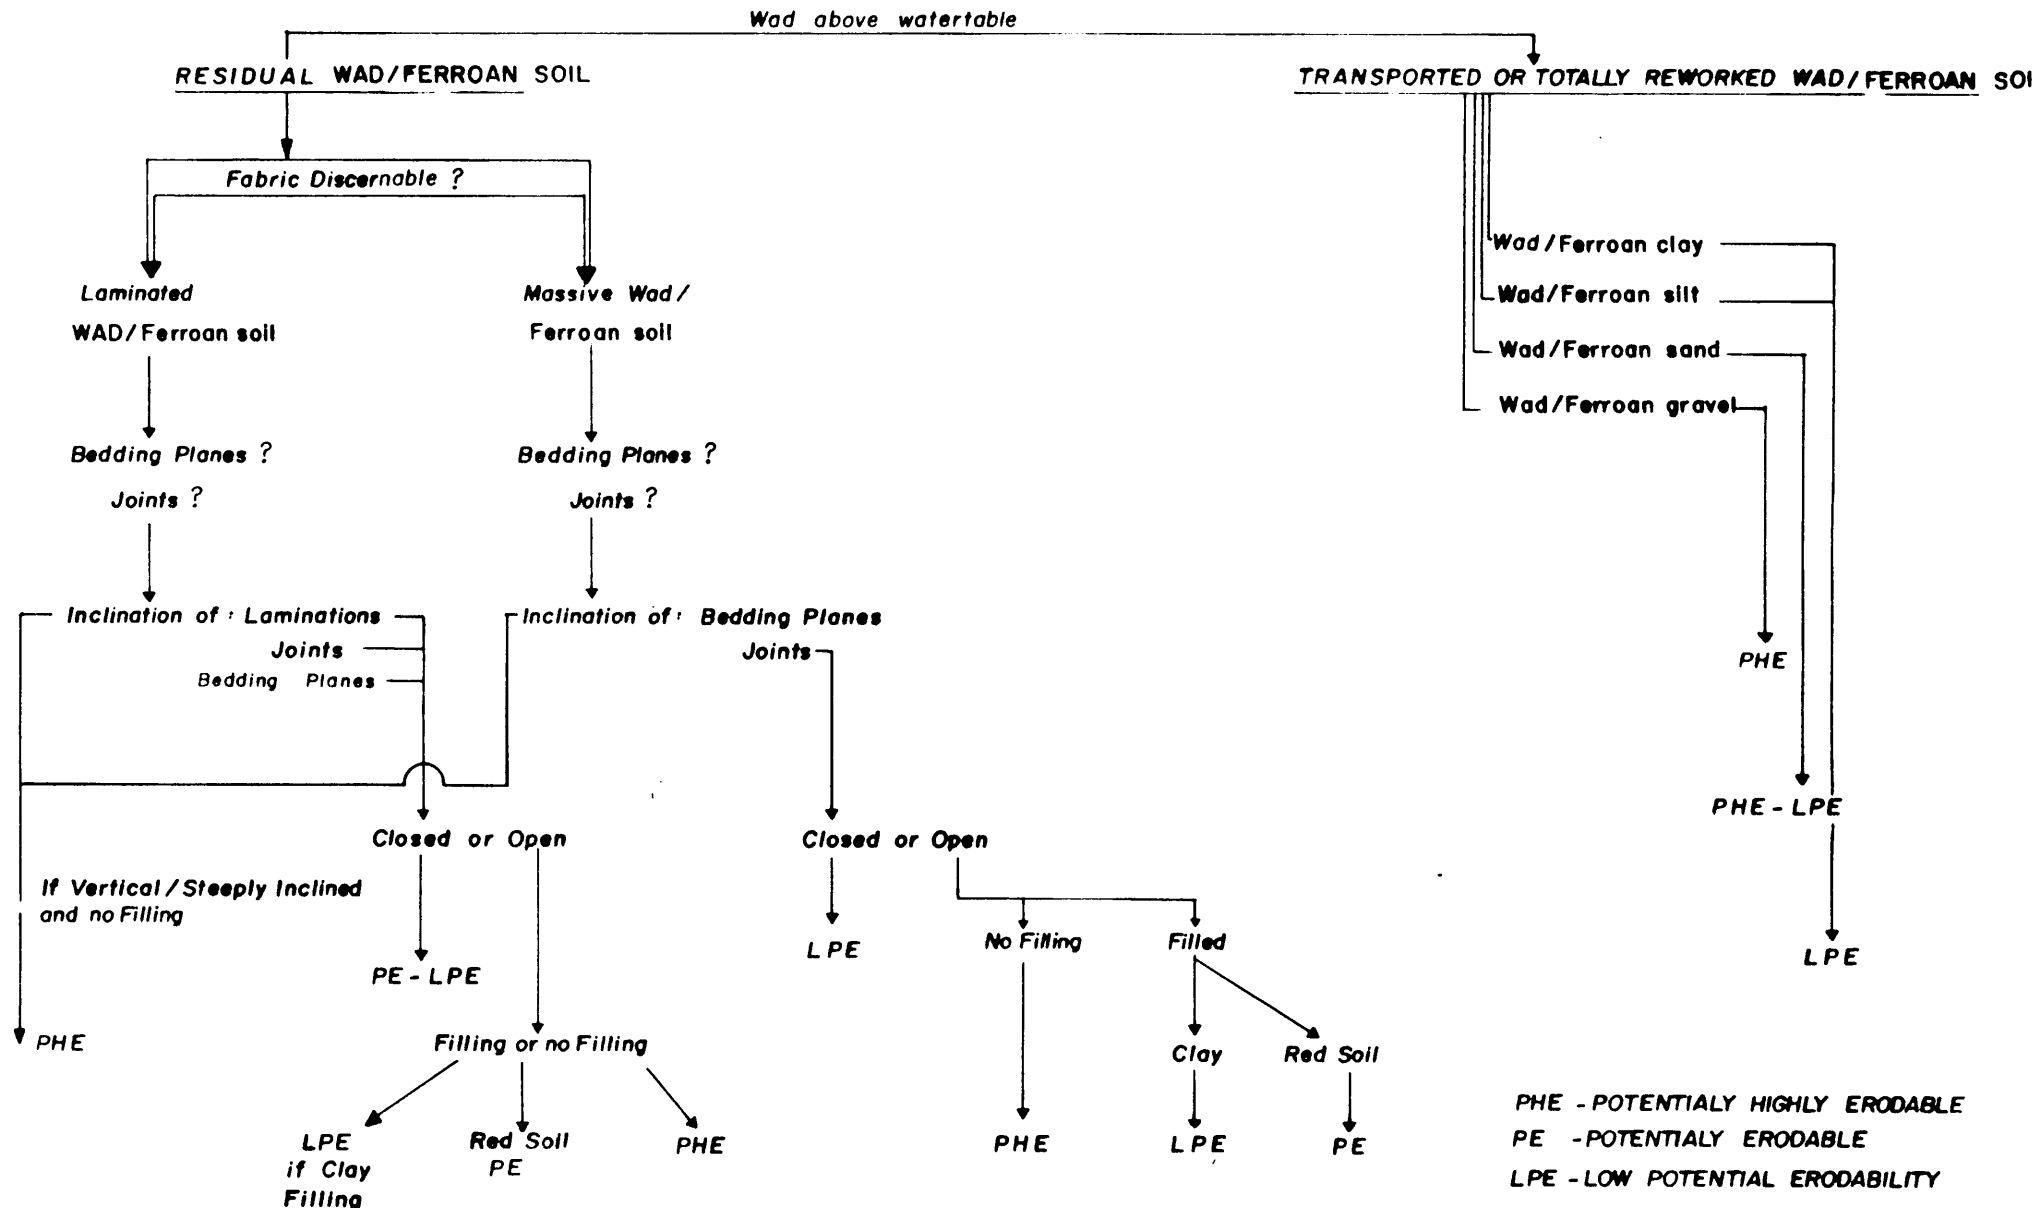 Wad above watertable
RESIDUAL WAD/FERROAN SOIL
TRANSPORTED OR TOTALLY REWORKED WAD/FERROAN SOI
Fabric Discernable ?
Laminated
WAD/Ferroan soil
Massive Wad/
Ferroan soil
Wad/Ferroan clay
Wad/Ferroan silt
Wad/Ferroan sand
Wad/Ferroan gravel
Bedding Planes ?
Joints ?
Bedding Planes ?
Joints ?
Inclination of : Laminations
Joints
Bedding Planes
Inclination of : Bedding Planes
Joints
PHE
PHE - LPE
LPE
Closed or Open
Closed or Open
If Vertical / Steeply Inclined
and no Filling
PE - LPE
LPE
No Filling
Filled
PHE
Filling or no Filling
Clay
Red Soil
LPE
if Clay
Filling
Red Soil
PE
PHE
PHE
LPE
PE
PHE - POTENTIALY HIGHLY ERODABLE
PE - POTENTIALY ERODABLE
LPE - LOW POTENTIAL ERODABILITY